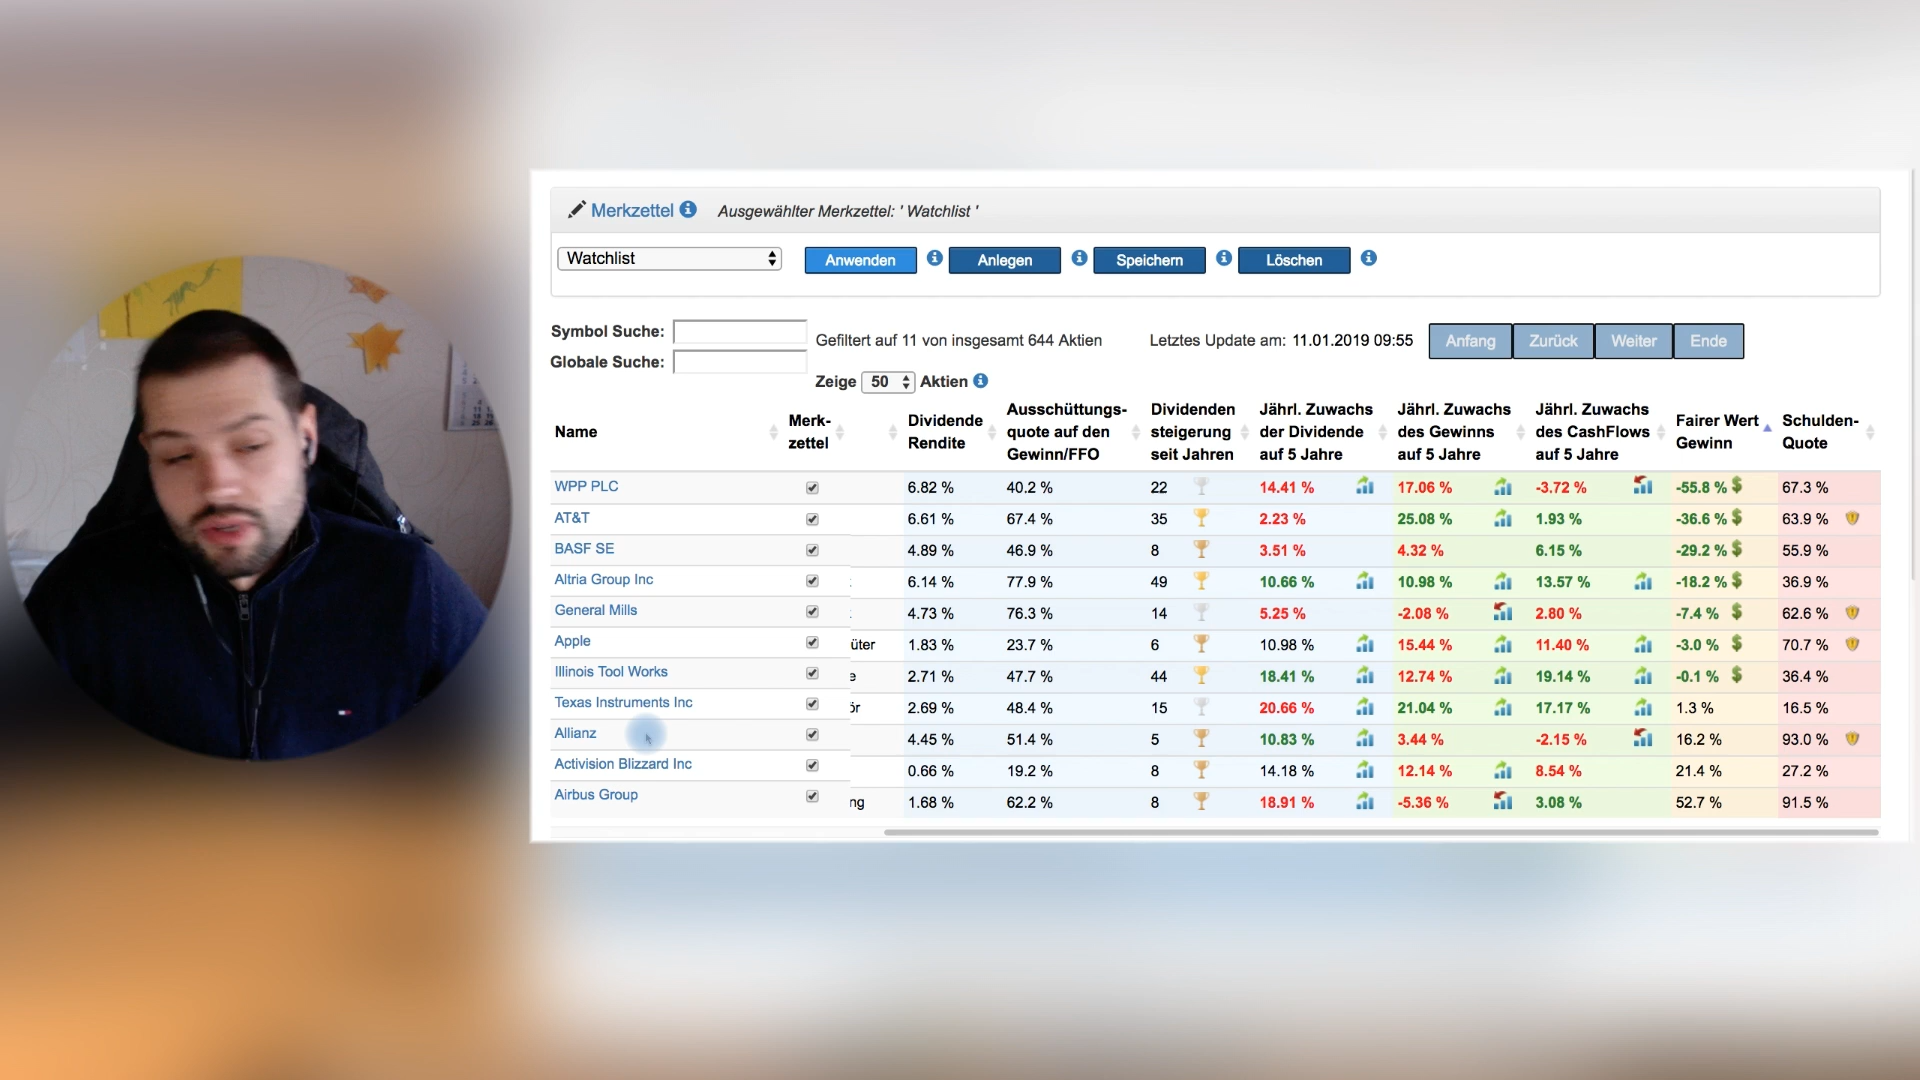 Merkzettel Ausgewählter Merkzettel: ' Watchlist '
Watchlist Anwenden Anlegen Speichern Löschen
Symbol Suche:
Globale Suche:
Gefiltert auf 11 von insgesamt 644 Aktien
Letztes Update am: 11.01.2019 09:55
Anfang Zurück Weiter Ende
Zeige 50 Aktien
Name
Merk-
zettel
Dividende
Rendite
Ausschüttungs-
quote auf den
Gewinn/FFO
Dividenden
steigerung
seit Jahren
Jährl. Zuwachs
der Dividende
auf 5 Jahre
Jährl. Zuwachs
des Gewinns
auf 5 Jahre
Jährl. Zuwachs
des CashFlows
auf 5 Jahre
Fairer Wert
Gewinn
Schulden-
Quote
WPP PLC 6.82 % 40.2 % 22 14.41 % 17.06 % -3.72 % -55.8 % $ 67.3 %
AT&T 6.61 % 67.4 % 35 2.23 % 25.08 % 1.93 % -36.6 % $ 63.9 %
BASF SE 4.89 % 46.9 % 8 3.51 % 4.32 % 6.15 % -29.2 % $ 55.9 %
Altria Group Inc 6.14 % 77.9 % 49 10.66 % 10.98 % 13.57 % -18.2 % $ 36.9 %
General Mills 4.73 % 76.3 % 14 5.25 % -2.08 % 2.80 % -7.4 % $ 62.6 %
Apple üter 1.83 % 23.7 % 6 10.98 % 15.44 % 11.40 % -3.0 % $ 70.7 %
Illinois Tool Works e 2.71 % 47.7 % 44 18.41 % 12.74 % 19.14 % -0.1 % $ 36.4 %
Texas Instruments Inc ör 2.69 % 48.4 % 15 20.66 % 21.04 % 17.17 % 1.3 % 16.5 %
Allianz 4.45 % 51.4 % 5 10.83 % 3.44 % -2.15 % 16.2 % 93.0 %
Activision Blizzard Inc 0.66 % 19.2 % 8 14.18 % 12.14 % 8.54 % 21.4 % 27.2 %
Airbus Group ng 1.68 % 62.2 % 8 18.91 % -5.36 % 3.08 % 52.7 % 91.5 %